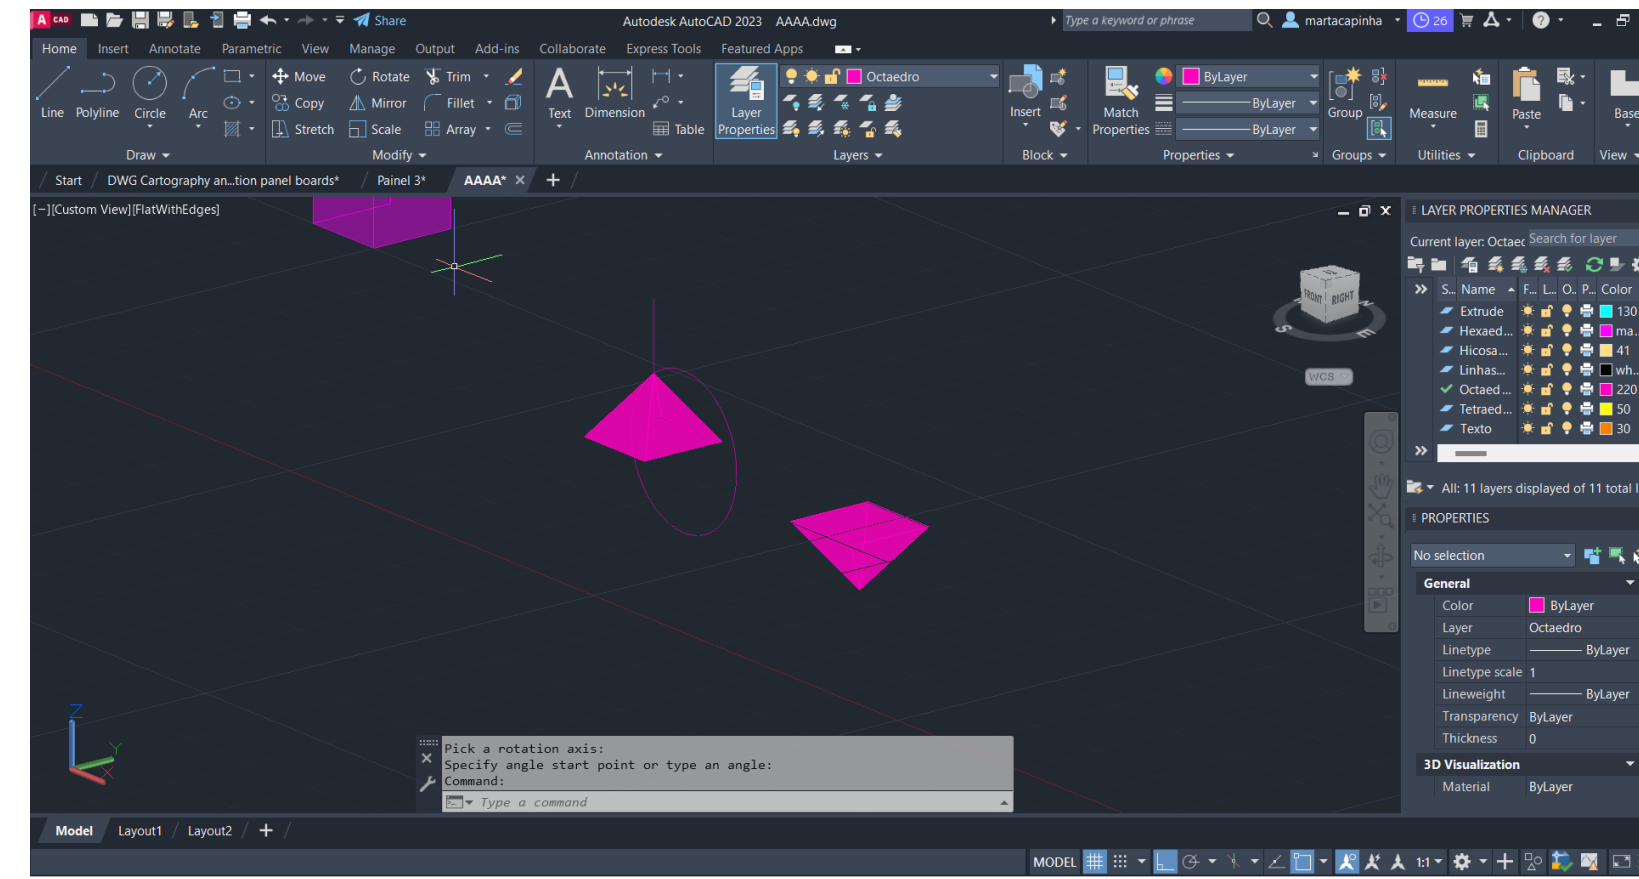 A CAD Share Autodesk AutoCAD 2023 AAAA.dwg Type a keyword or phrase martacapinha 26 ?
Home Insert Annotate Parametric View Manage Output Add-ins Collaborate Express Tools Featured Apps
Line Polyline Circle Arc
Move Rotate Trim
Copy Mirror Fillet
Stretch Scale Array
A Text Dimension Table
Layer Properties Octaedro
Insert
Match Properties ByLayer
ByLayer
ByLayer
Group
Measure
Paste
Base
Draw Modify Annotation Layers Block Properties Groups Utilities Clipboard View
Start DWG Cartography an...tion panel boards* Painel 3* AAAA*
[−][Custom View][FlatWithEdges]
FRONT RIGHT
S E
WCS
LAYER PROPERTIES MANAGER
Current layer: Octaec Search for layer
S.. Name F... L... O.. P... Color
Extrude 130
Hexaed... ma...
Hicosa... 41
Linhas... wh...
Octaed... 220
Tetraed... 50
Texto 30
All: 11 layers displayed of 11 total l
PROPERTIES
No selection
General
Color ByLayer
Layer Octaedro
Linetype ByLayer
Linetype scale 1
Lineweight ByLayer
Transparency ByLayer
Thickness 0
3D Visualization
Material ByLayer
Z
Y
X
Pick a rotation axis:
Specify angle start point or type an angle:
Command:
Type a command
Model Layout1 Layout2
MODEL 1:1